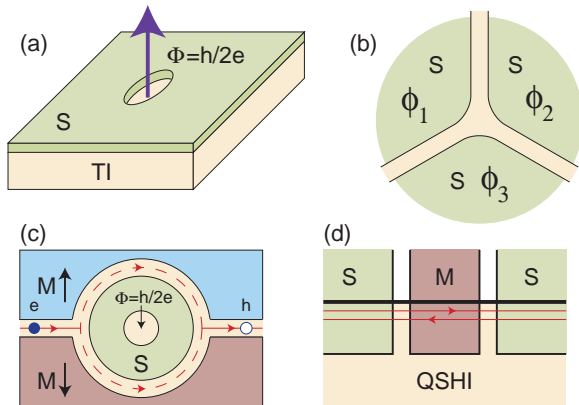 (a)
Φ=h/2e
S
TI
(b)
S
S
ϕ1
ϕ2
S ϕ3
(c)
M↑
e
Φ=h/2e
h
S
M↓
(d)
S
M
S
QSHI